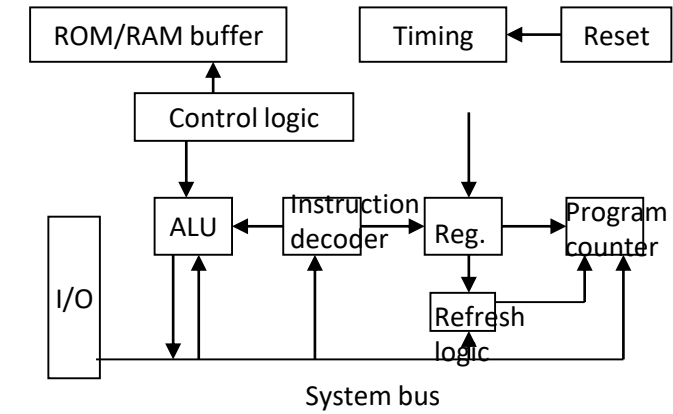 ROM/RAM buffer
Timing
Reset
Control logic
ALU
Instruction
decoder
Reg.
Program
counter
I/O
Refresh
logic
System bus